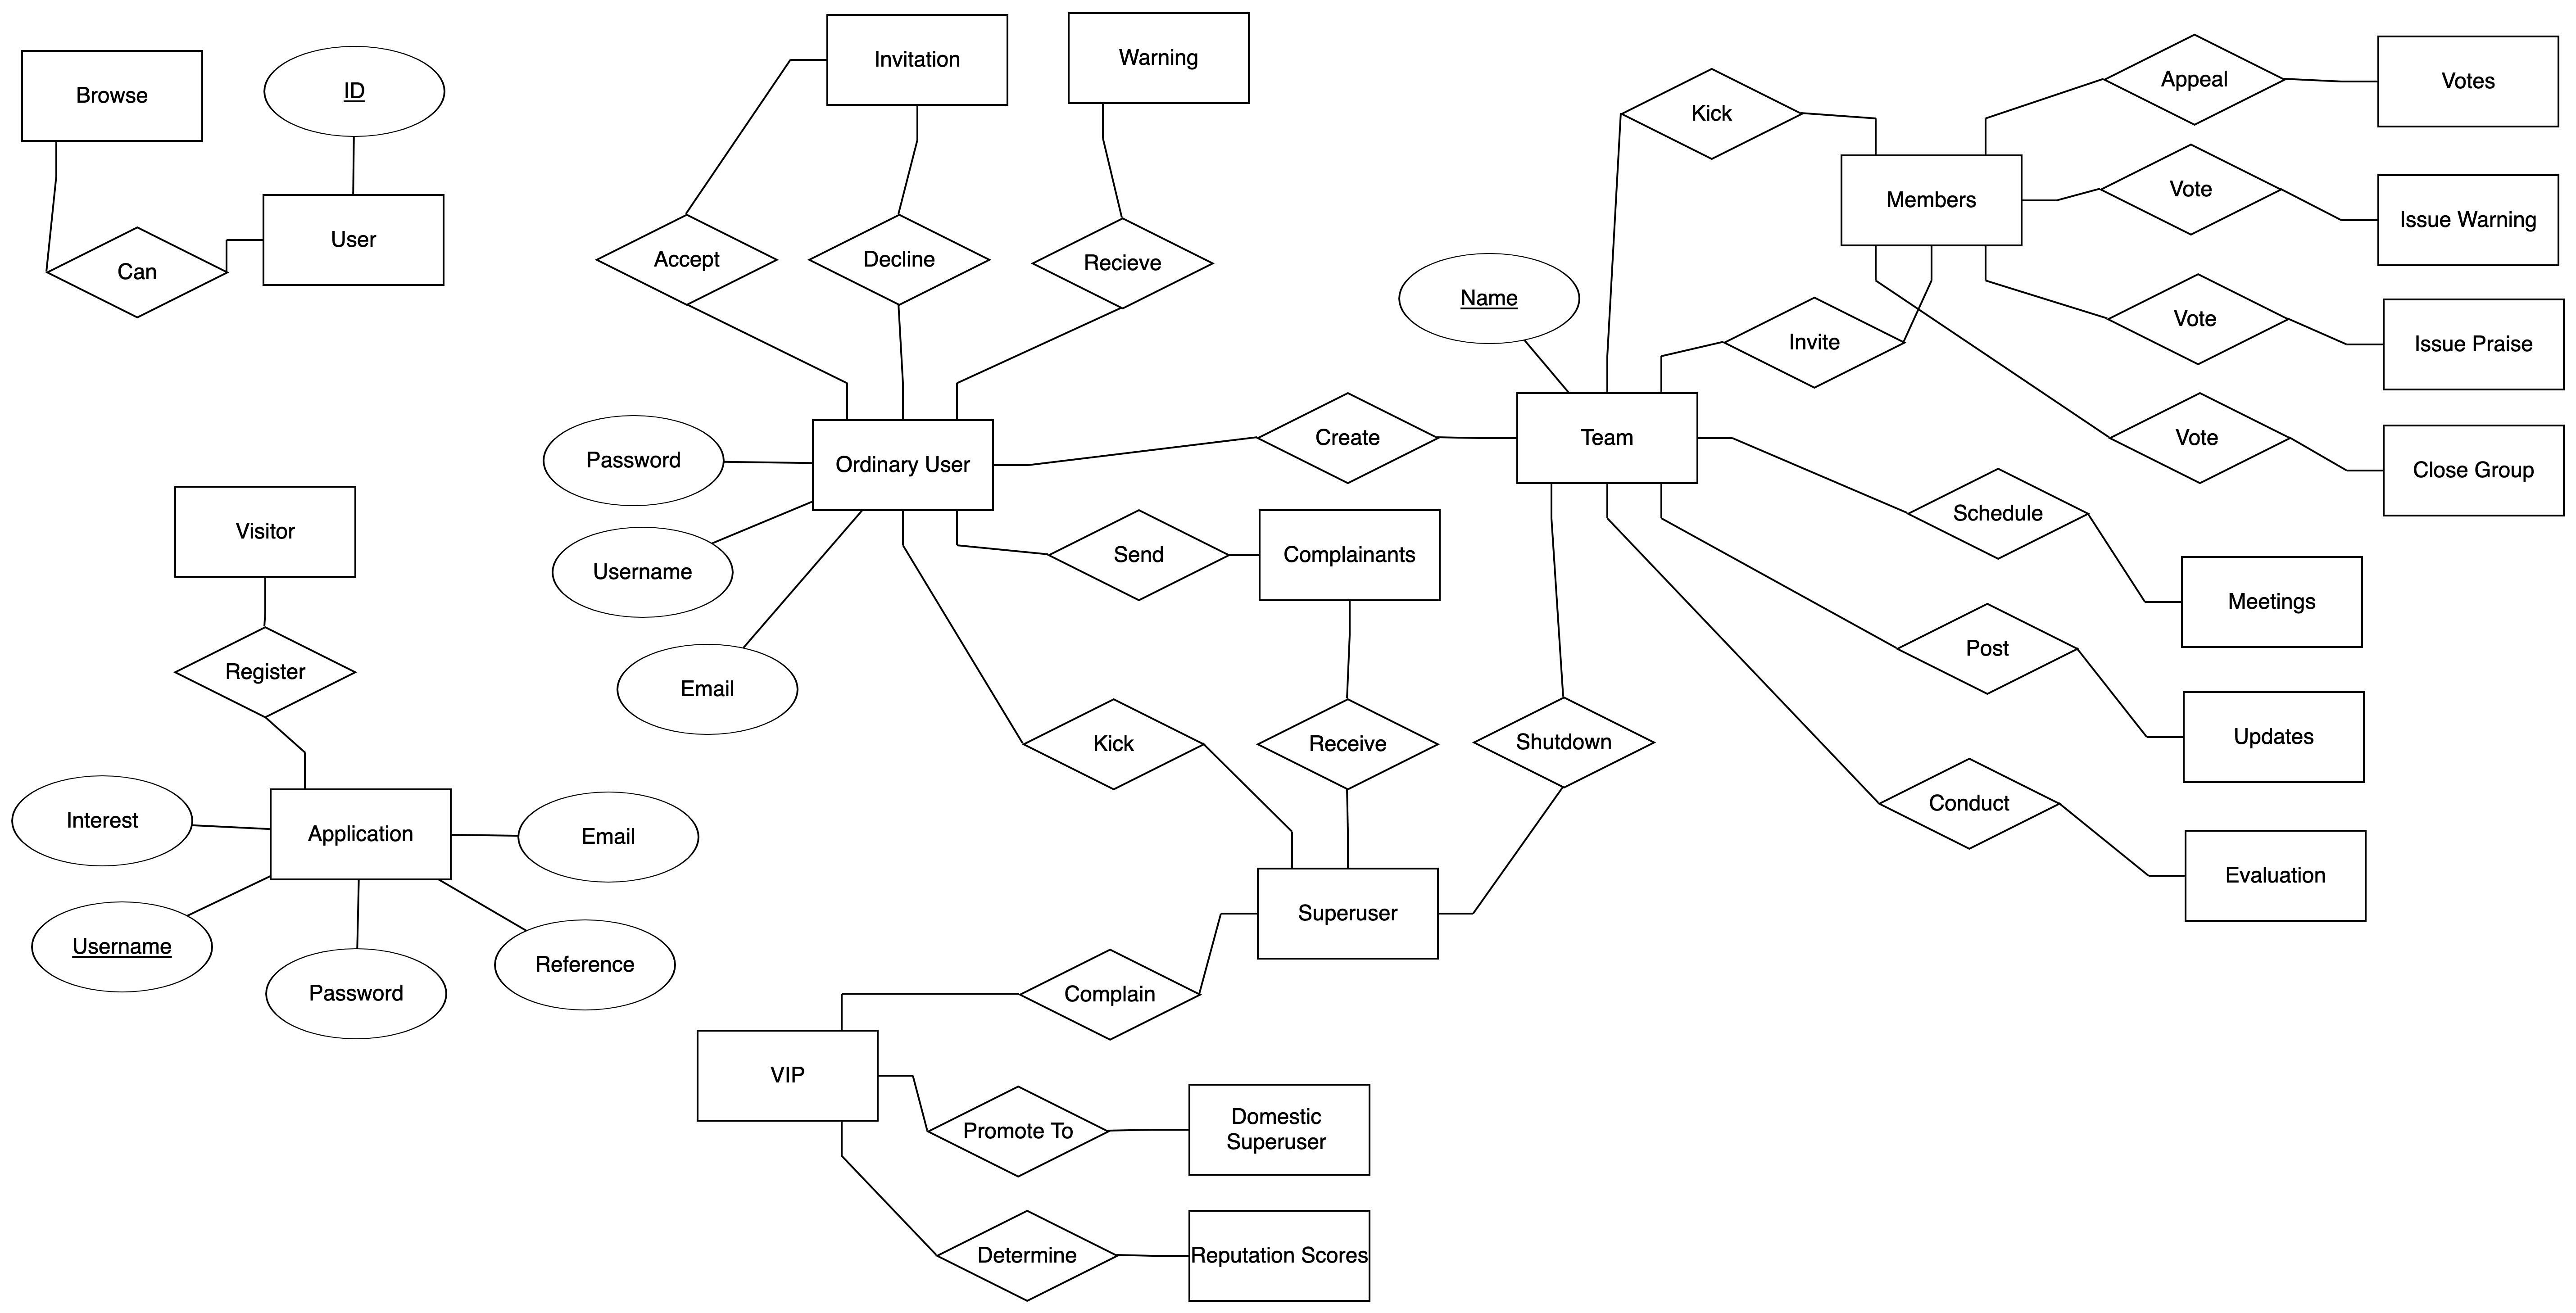 Browse
ID
User
Can
Invitation
Warning
Accept
Decline
Recieve
Kick
Members
Appeal
Votes
Vote
Issue Warning
Vote
Issue Praise
Vote
Close Group
Name
Invite
Team
Create
Ordinary User
Password
Username
Email
Send
Complainants
Schedule
Meetings
Post
Updates
Conduct
Evaluation
Kick
Receive
Shutdown
Superuser
Visitor
Register
Application
Interest
Email
Username
Password
Reference
Complain
VIP
Promote To
Domestic
Superuser
Determine
Reputation Scores